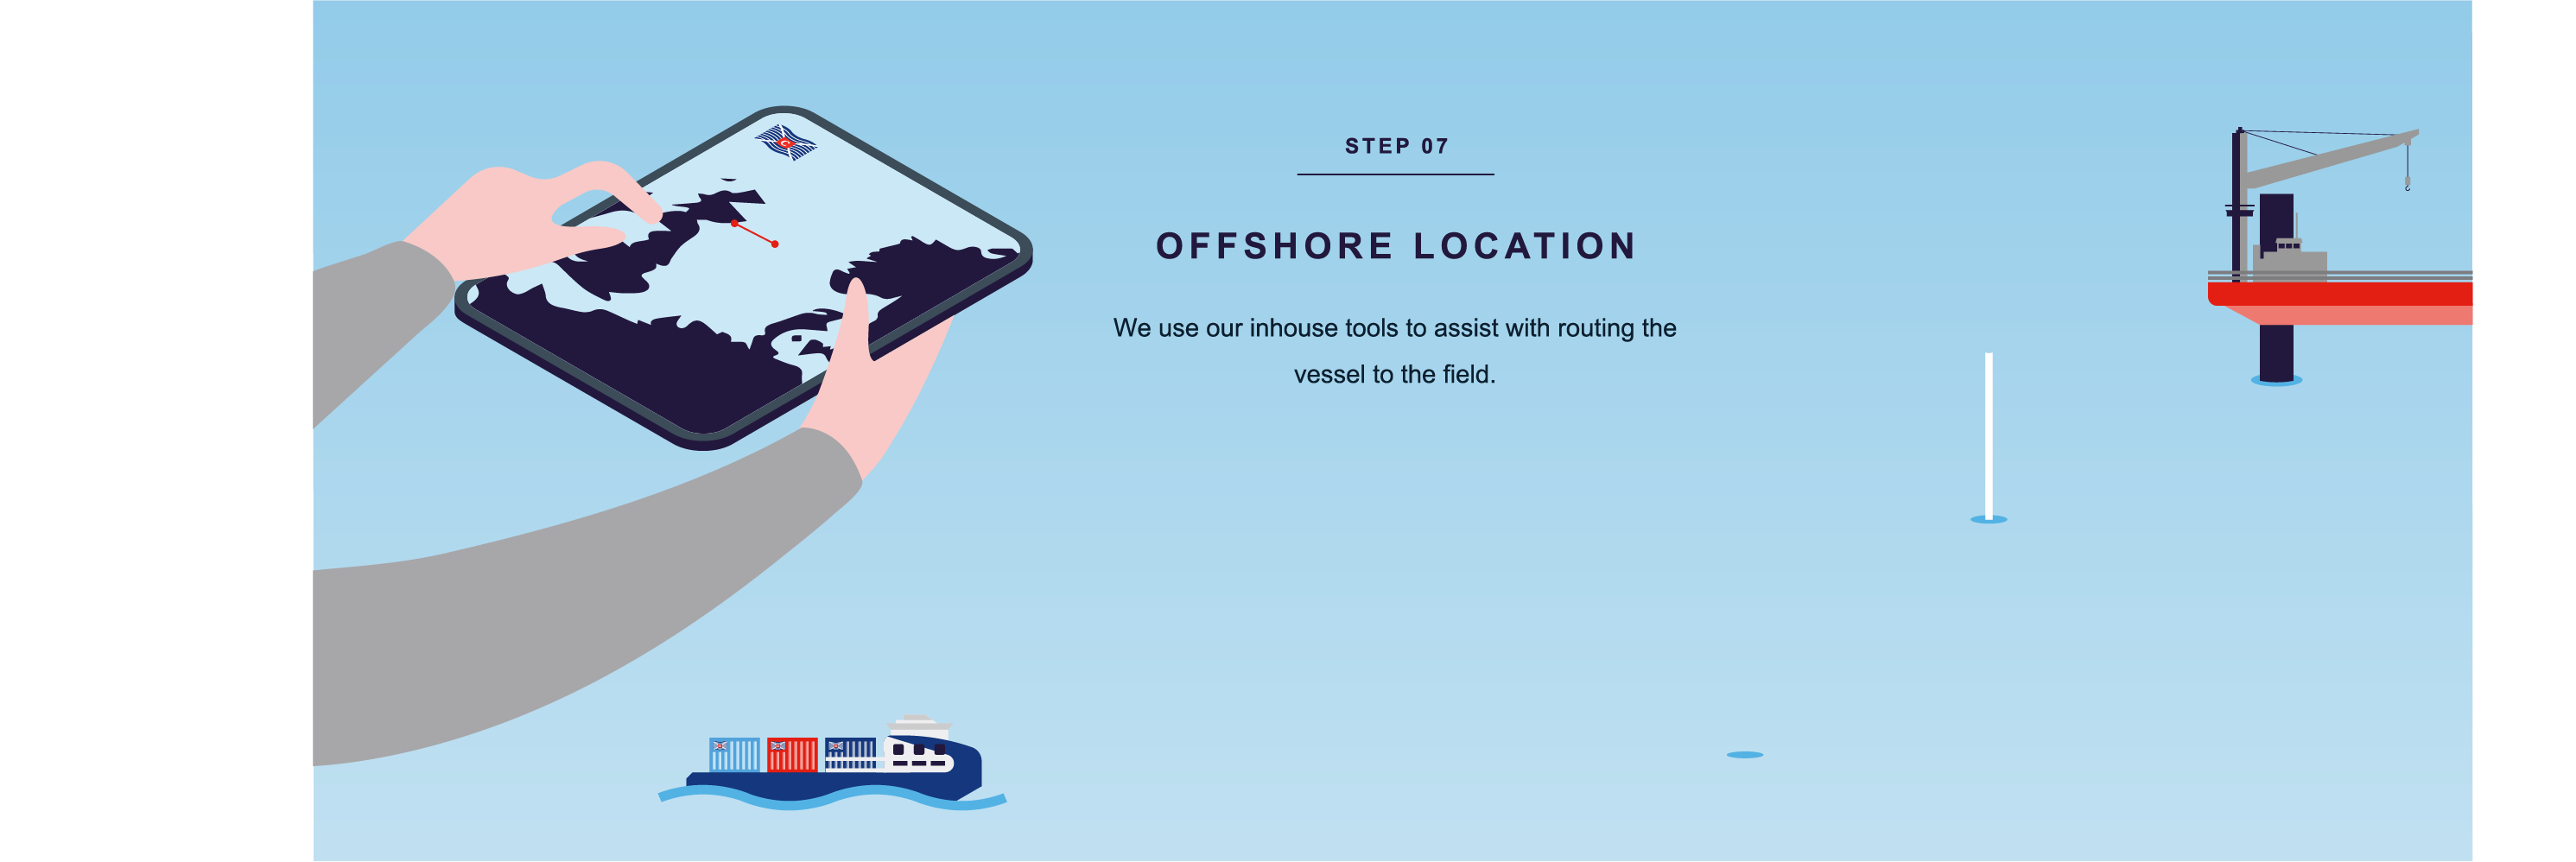 STEP 07
OFFSHORE LOCATION
We use our inhouse tools to assist with routing the
vessel to the field.